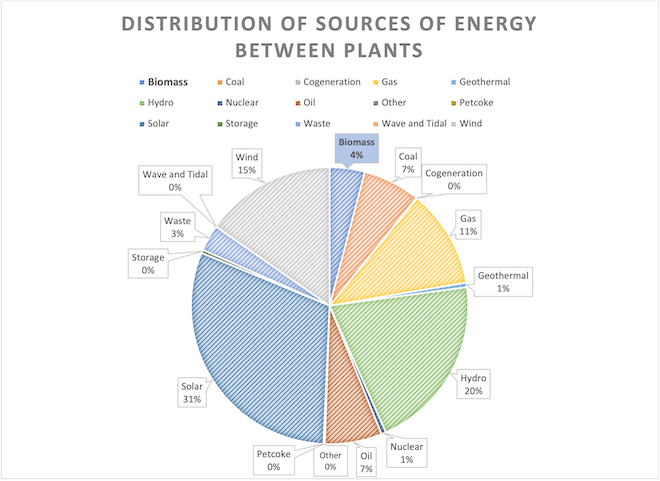 DISTRIBUTION OF SOURCES OF ENERGY
BETWEEN PLANTS
Biomass Coal Cogeneration Gas Geothermal
Hydro Nuclear Oil Other Petcoke
Solar Storage Waste Wave and Tidal Wind
Biomass
4%
Coal
7%
Cogeneration
0%
Gas
11%
Geothermal
1%
Hydro
20%
Nuclear
1%
Oil
7%
Other
0%
Petcoke
0%
Solar
31%
Storage
0%
Waste
3%
Wave and Tidal
0%
Wind
15%